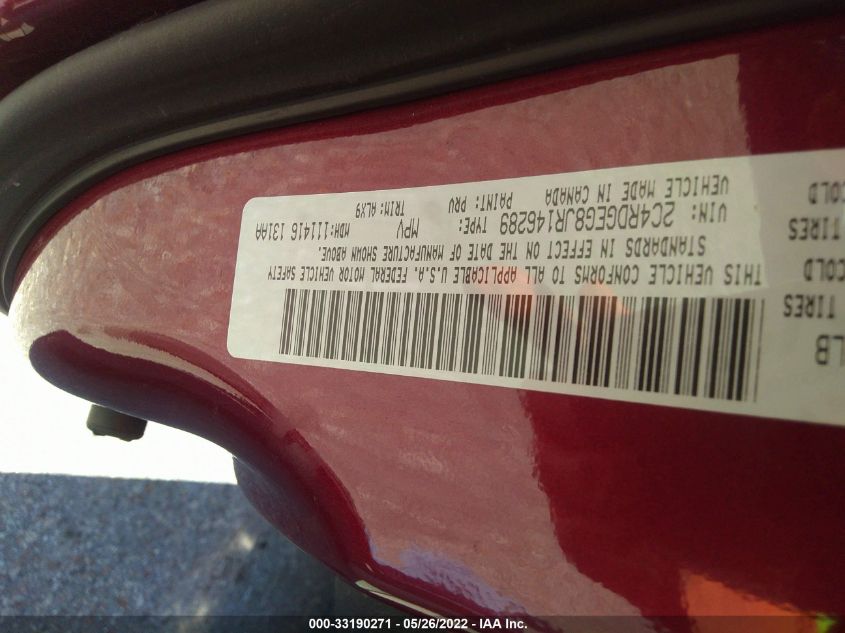 LB
TIRES
COLD
TIRES
COLD
THIS VEHICLE CONFORMS TO ALL APPLICABLE U.S.A. FEDERAL MOTOR VEHICLE SAFETY
STANDARDS IN EFFECT ON THE DATE OF MANUFACTURE SHOWN ABOVE.
VIN: 2C4RDGEG8JR146289 TYPE: MPV MDH:111416 131AA
VEHICLE MADE IN CANADA PAINT: PRV TRIM: ALX9
000-33190271 - 05/26/2022 - IAA Inc.